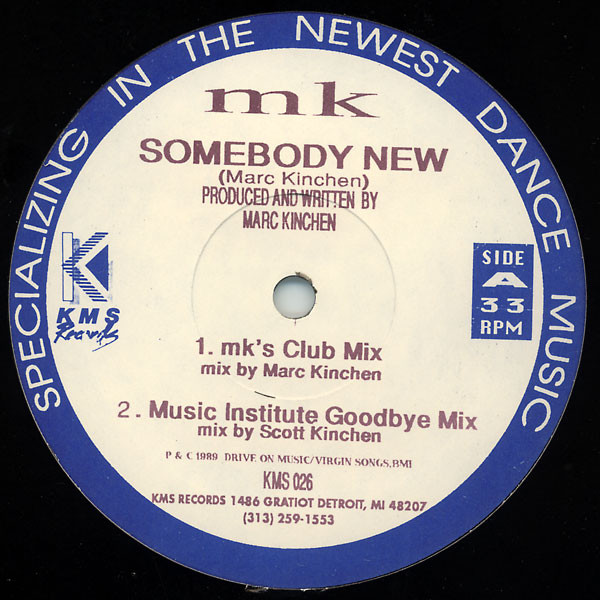 SPECIALIZING IN THE NEWEST DANCE MUSIC
mk
SOMEBODY NEW
(Marc Kinchen)
PRODUCED AND WRITTEN BY
MARC KINCHEN
K
KMS
Records
SIDE
A
33
RPM
1. mk's Club Mix
mix by Marc Kinchen
2. Music Institute Goodbye Mix
mix by Scott Kinchen
P & C 1989 DRIVE ON MUSIC/VIRGIN SONGS,BMI
KMS 026
KMS RECORDS 1486 GRATIOT DETROIT, MI 48207
(313) 259-1553